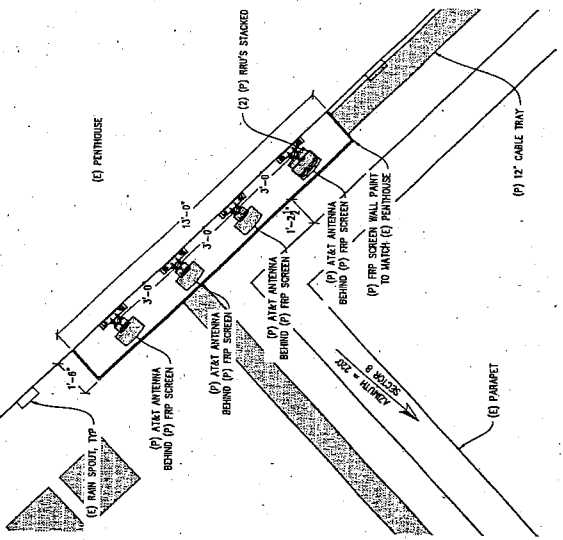 (E) RAIN SPOUT, TYP
(E) PENTHOUSE
1'-6"
13'-0"
3'-0
3'-0
3'-0
(2) (P) RRU'S STACKED
1'-2½"
(P) AT&T ANTENNA
BEHIND (P) FRP SCREEN
(P) AT&T ANTENNA
BEHIND (P) FRP SCREEN
(P) AT&T ANTENNA
BEHIND (P) FRP SCREEN
(P) AT&T ANTENNA
BEHIND (P) FRP SCREEN
(P) FRP SCREEN WALL PAINT
TO MATCH (E) PENTHOUSE
(P) 12" CABLE TRAY
AZIMUTH = 220°
SECTOR B
(E) PARAPET